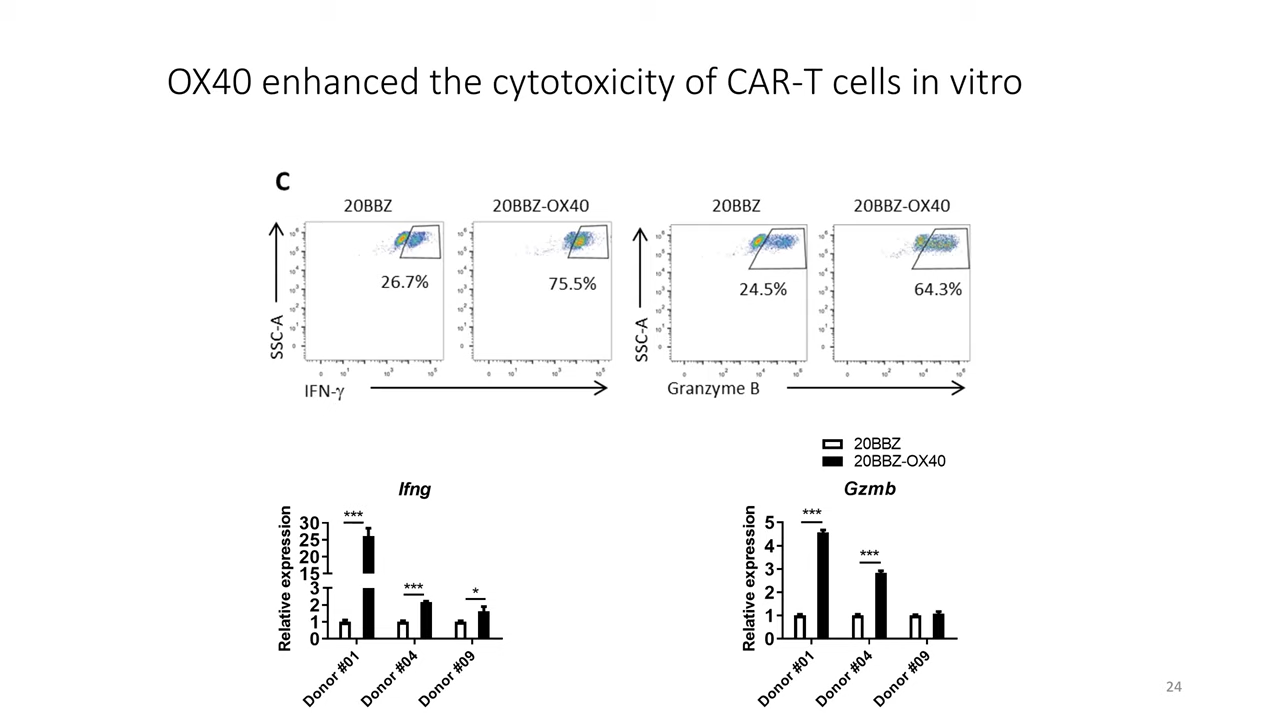 OX40 enhanced the cytotoxicity of CAR-T cells in vitro
C
20BBZ
20BBZ-OX40
20BBZ
20BBZ-OX40
26.7%
75.5%
24.5%
64.3%
SSC-A
SSC-A
IFN-γ
Granzyme B
20BBZ
20BBZ-OX40
Ifng
Relative expression
30
25
20
15
3
2
1
0
***
***
*
Donor #01
Donor #04
Donor #09
Gzmb
Relative expression
5
4
3
2
1
0
***
***
Donor #01
Donor #04
Donor #09
24